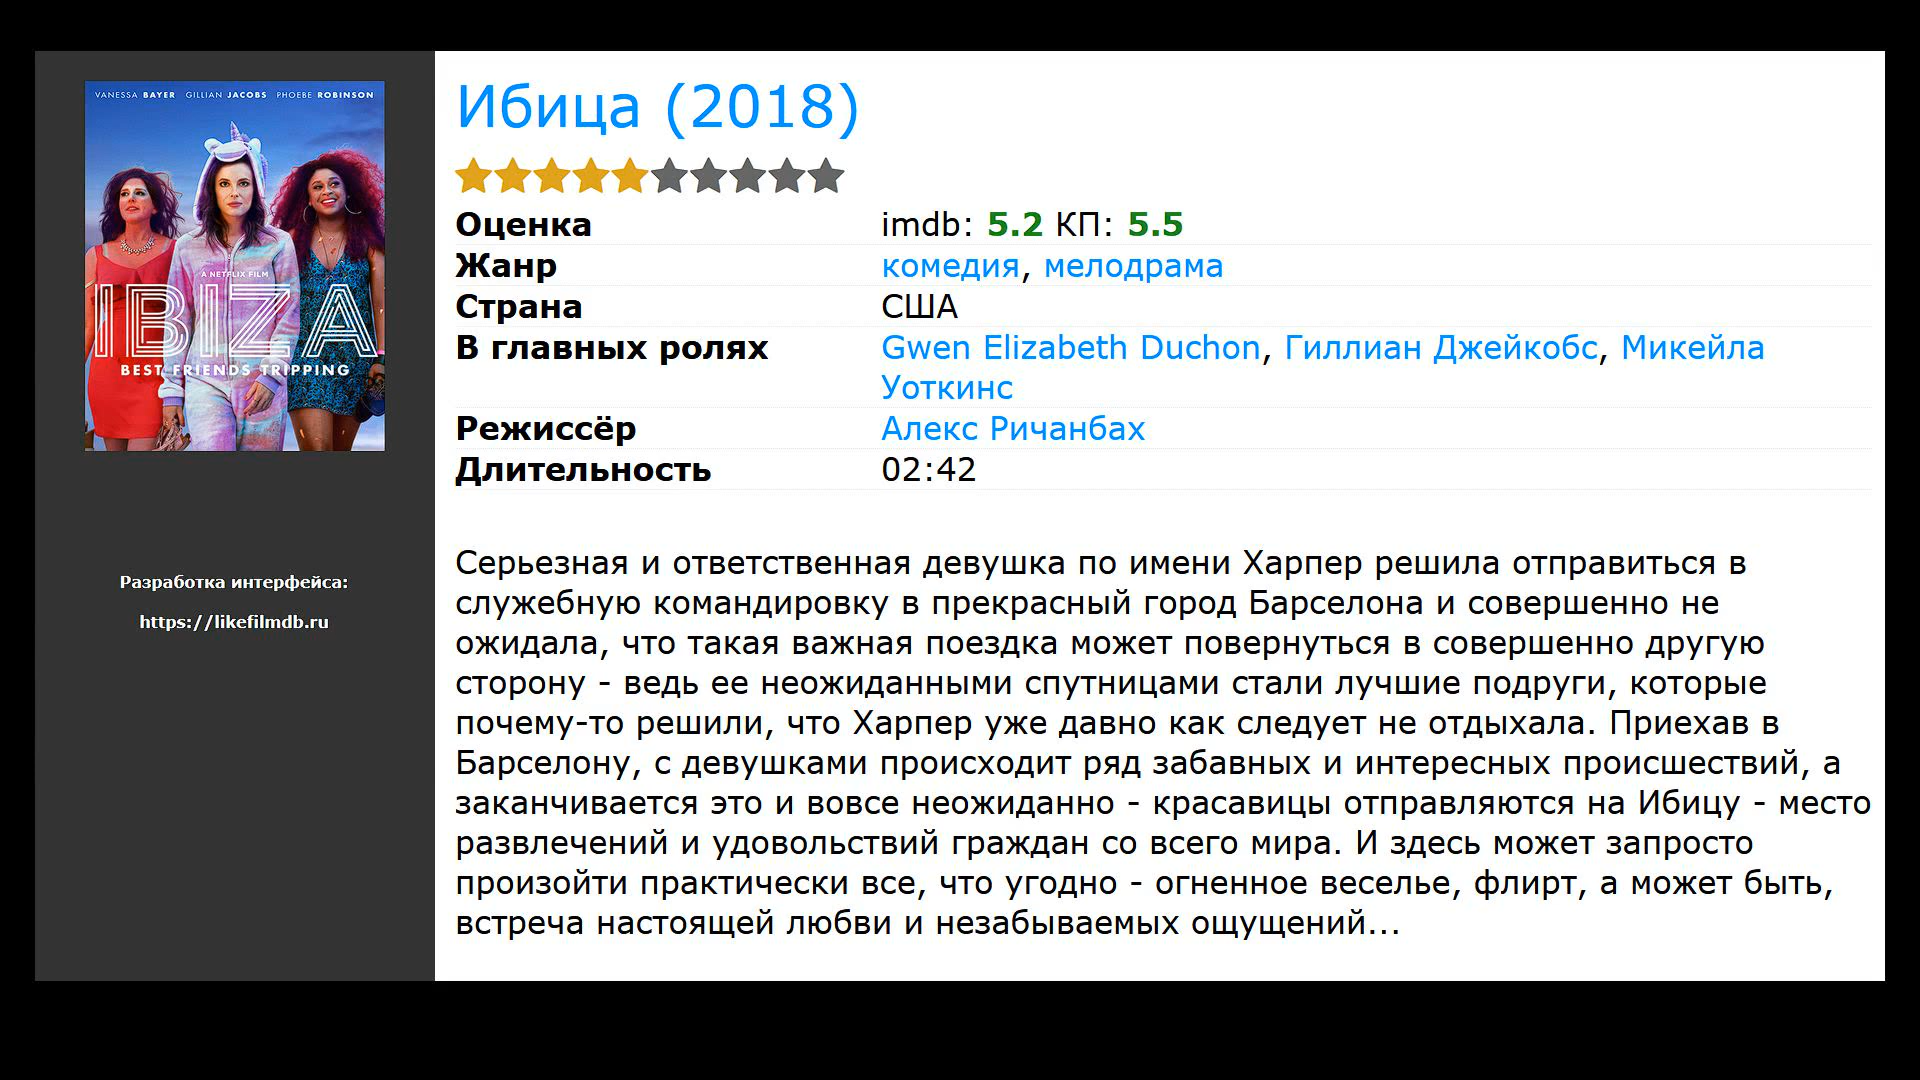 VANESSA BAYER GILLIAN JACOBS PHOEBE ROBINSON
A NETFLIX FILM
IBIZA
BEST FRIENDS TRIPPING
Разработка интерфейса:
https://likefilmdb.ru
Ибица (2018)
Оценка imdb: 5.2 КП: 5.5
Жанр комедия, мелодрама
Страна США
В главных ролях Gwen Elizabeth Duchon, Гиллиан Джейкобс, Микейла
Уоткинс
Режиссёр Алекс Ричанбах
Длительность 02:42
Серьезная и ответственная девушка по имени Харпер решила отправиться в
служебную командировку в прекрасный город Барселона и совершенно не
ожидала, что такая важная поездка может повернуться в совершенно другую
сторону - ведь ее неожиданными спутницами стали лучшие подруги, которые
почему-то решили, что Харпер уже давно как следует не отдыхала. Приехав в
Барселону, с девушками происходит ряд забавных и интересных происшествий, а
заканчивается это и вовсе неожиданно - красавицы отправляются на Ибицу - место
развлечений и удовольствий граждан со всего мира. И здесь может запросто
произойти практически все, что угодно - огненное веселье, флирт, а может быть,
встреча настоящей любви и незабываемых ощущений...